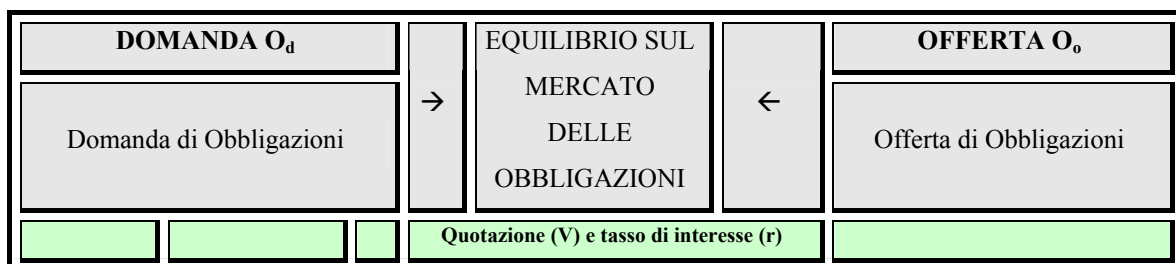 DOMANDA Od
Domanda di Obbligazioni
→
EQUILIBRIO SUL
MERCATO
DELLE
OBBLIGAZIONI
←
OFFERTA Oo
Offerta di Obbligazioni
Quotazione (V) e tasso di interesse (r)